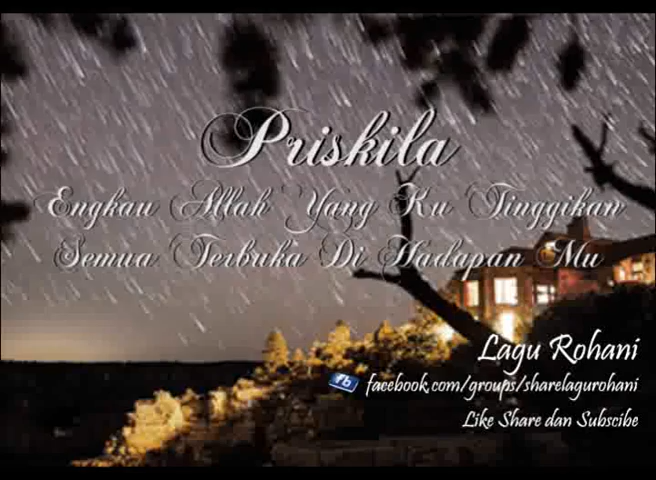 Priskila
Engkau Allah Yang Ku Tinggikan
Semua Terbuka Di Hadapan Mu
Lagu Rohani
fb facebook.com/groups/sharelagurohani
Like Share dan Subscibe